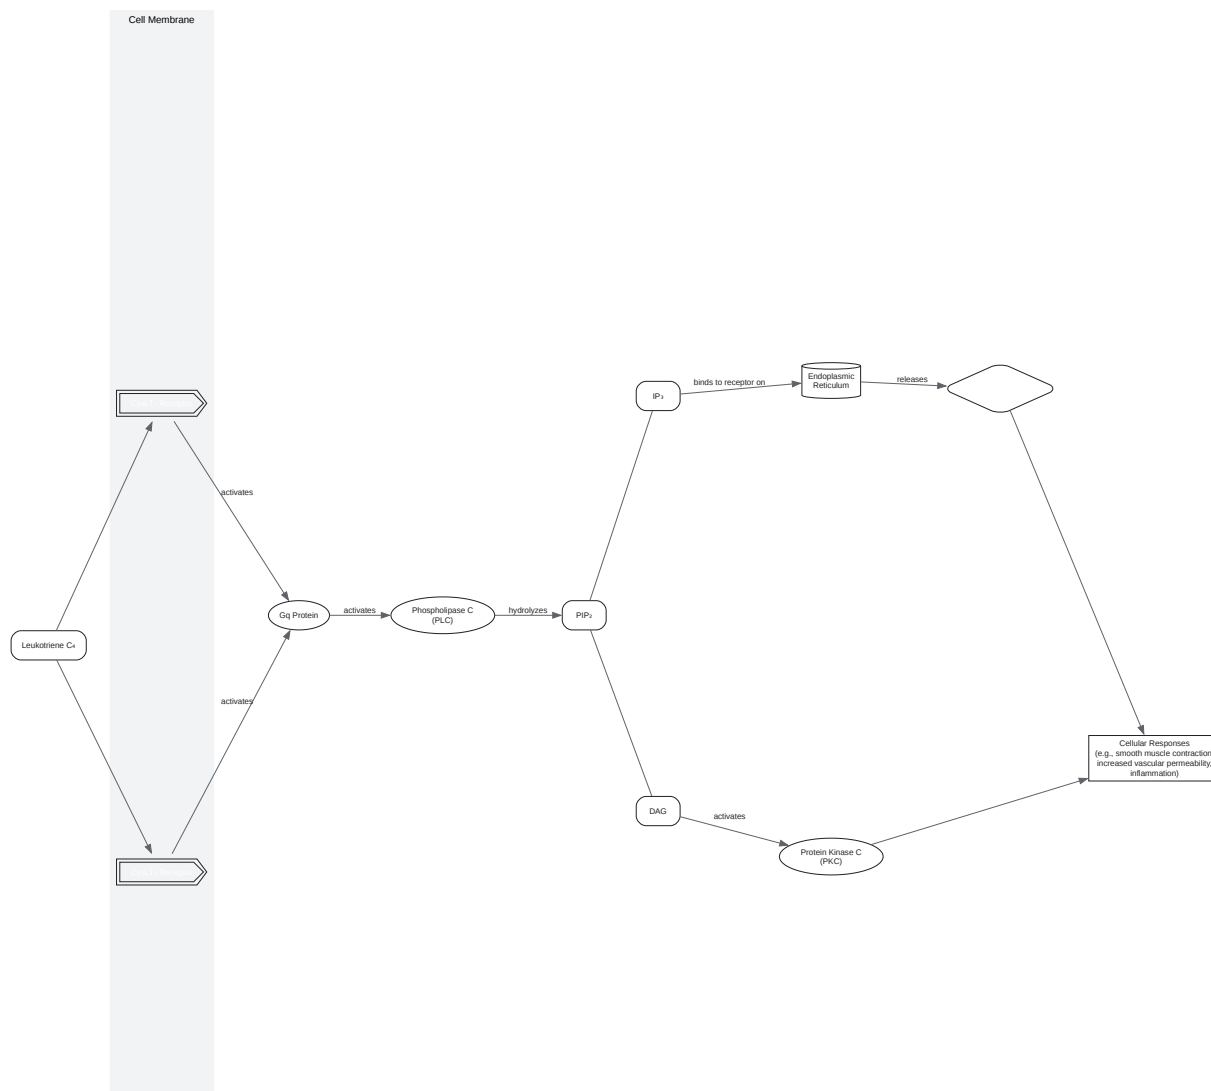 Cell Membrane
activates
activates
Leukotriene C₄
Gq Protein
activates
Phospholipase C
(PLC)
hydrolyzes
PIP₂
IP₃
binds to receptor on
Endoplasmic
Reticulum
releases
DAG
activates
Protein Kinase C
(PKC)
Cellular Responses
(e.g., smooth muscle contraction,
increased vascular permeability,
inflammation)